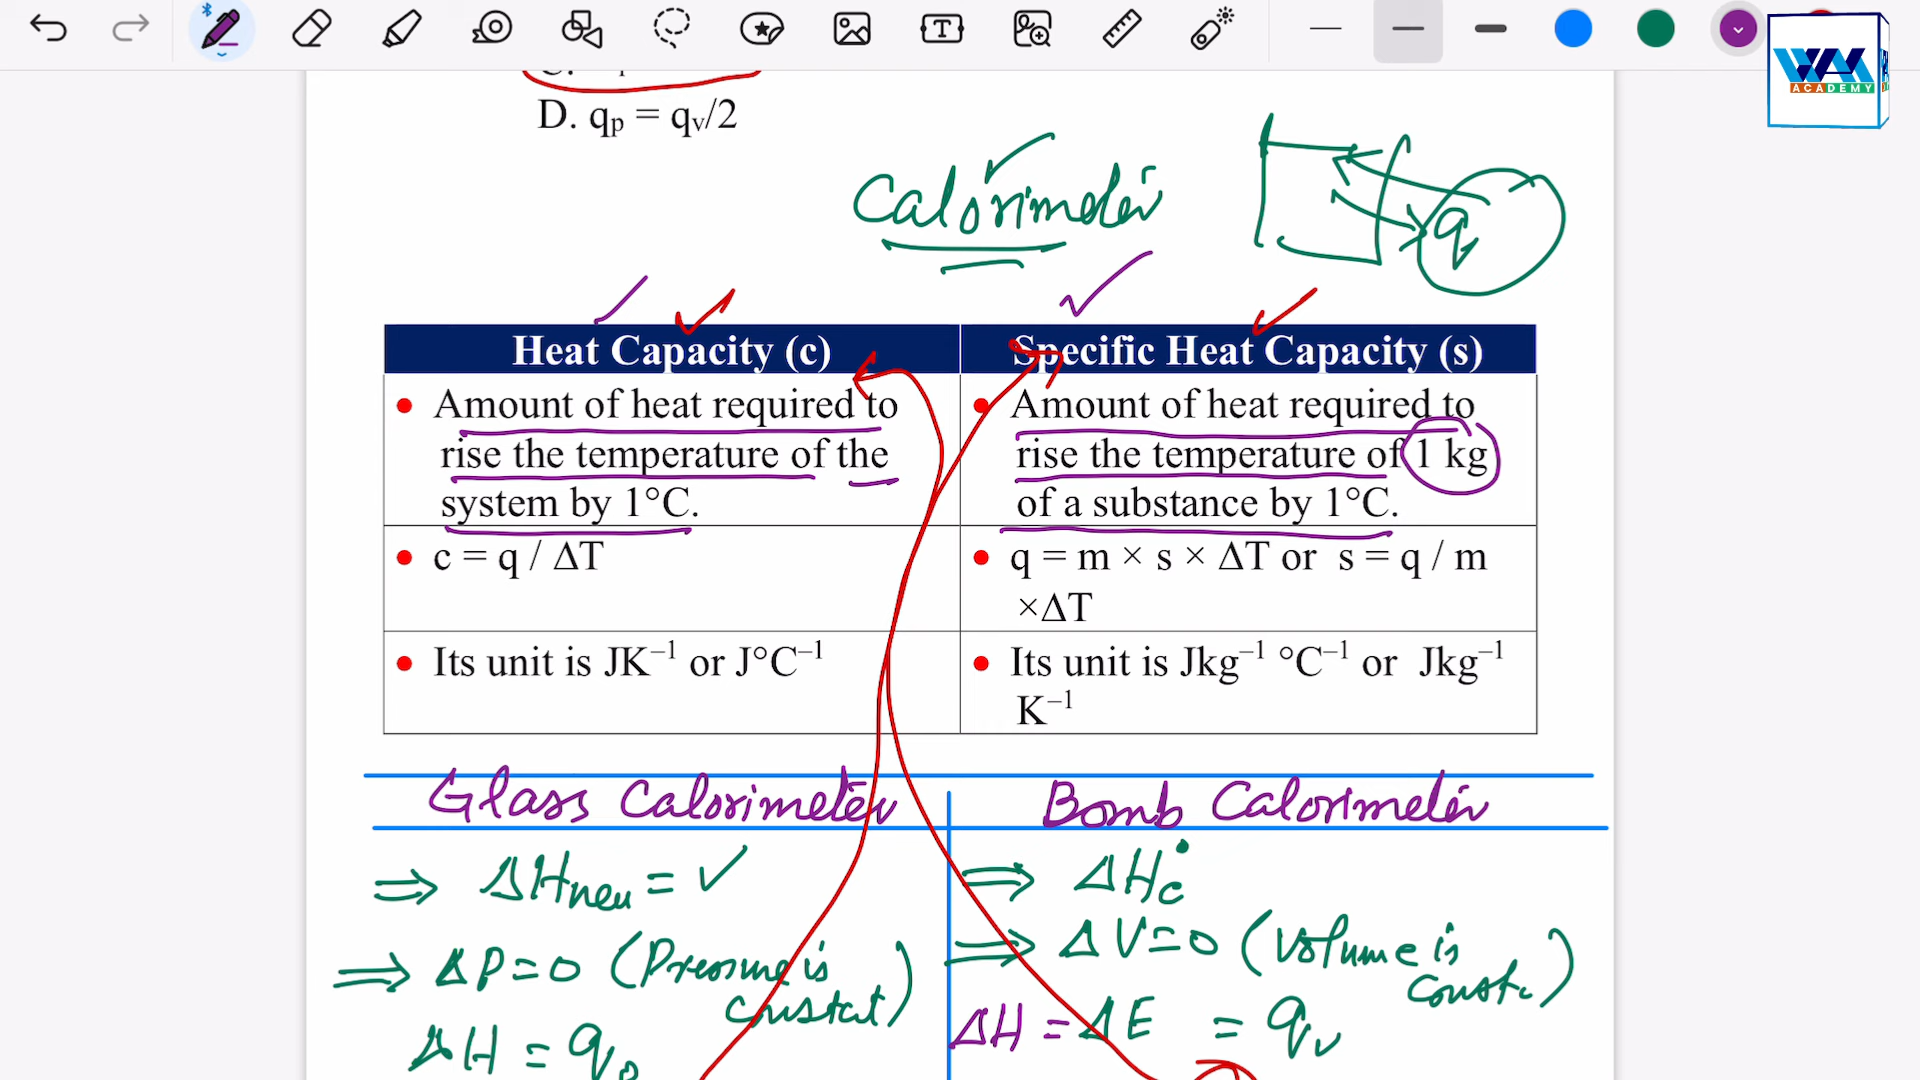 WAM
ACADEMY
D. qp = qv/2
Calorimeter
q
Heat Capacity (c)
Specific Heat Capacity (s)
• Amount of heat required to
rise the temperature of the
system by 1°C.
• Amount of heat required to
rise the temperature of 1 kg
of a substance by 1°C.
• c = q / ΔT
• q = m × s × ΔT or s = q / m
×ΔT
• Its unit is JK⁻¹ or J°C⁻¹
• Its unit is Jkg⁻¹ °C⁻¹ or Jkg⁻¹
K⁻¹
Glass Calorimeter
Bomb Calorimeter
⇒ ΔHneu = ✓
⇒ ΔP = 0 (Pressure is
constat)
ΔH = qp
⇒ ΔH°c
⇒ ΔV = 0 (Volume is
const.)
ΔH = ΔE = qv